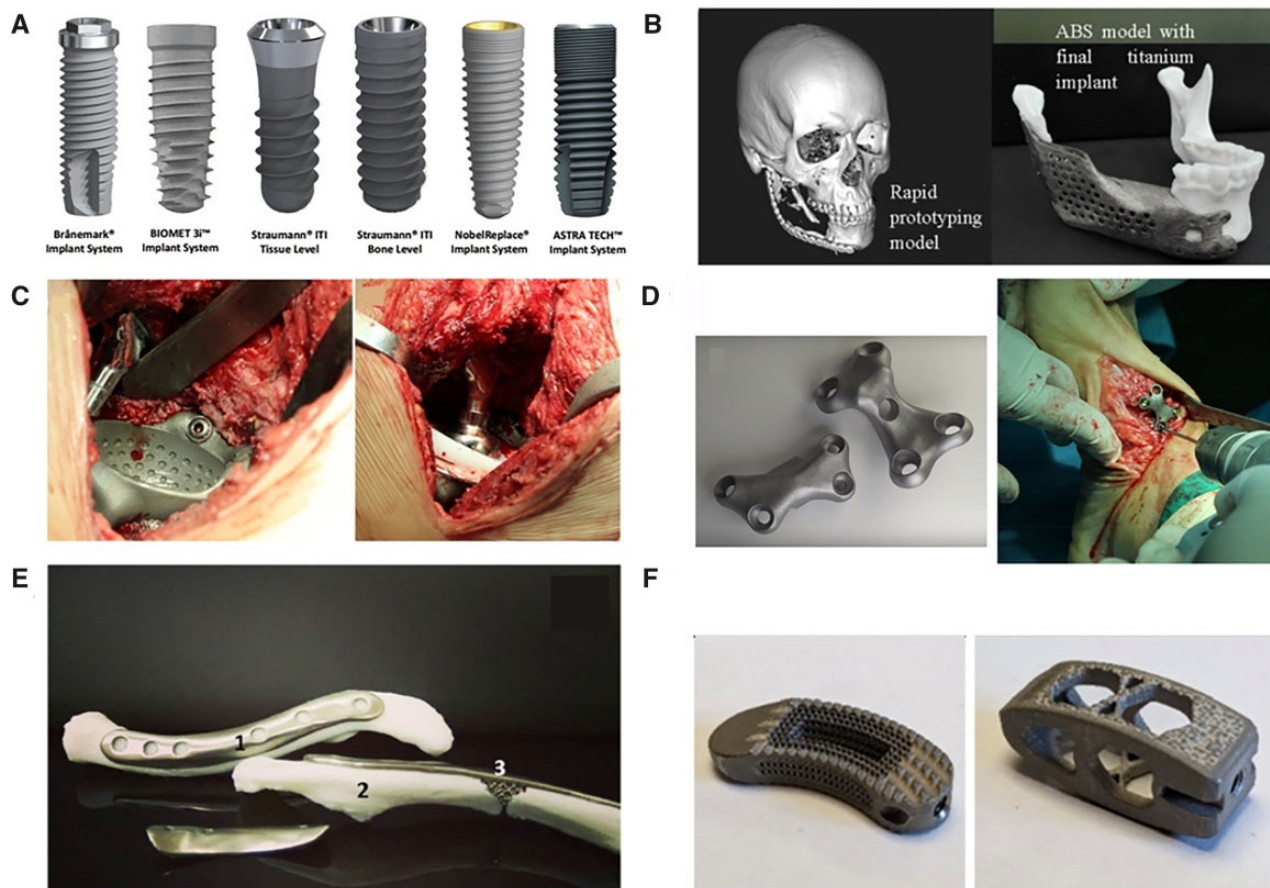 A
Brånemark®
Implant System
BIOMET 3i™
Implant System
Straumann® ITI
Tissue Level
Straumann® ITI
Bone Level
NobelReplace®
Implant System
ASTRA TECH™
Implant System
B
Rapid
prototyping
model
ABS model with
final titanium
implant
C
D
E
1
2
3
F